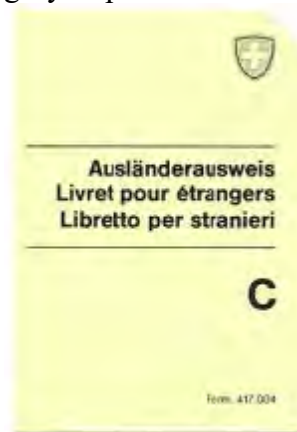 Ausländerausweis
Livret pour étrangers
Libretto per stranieri
C
Form. 417.004